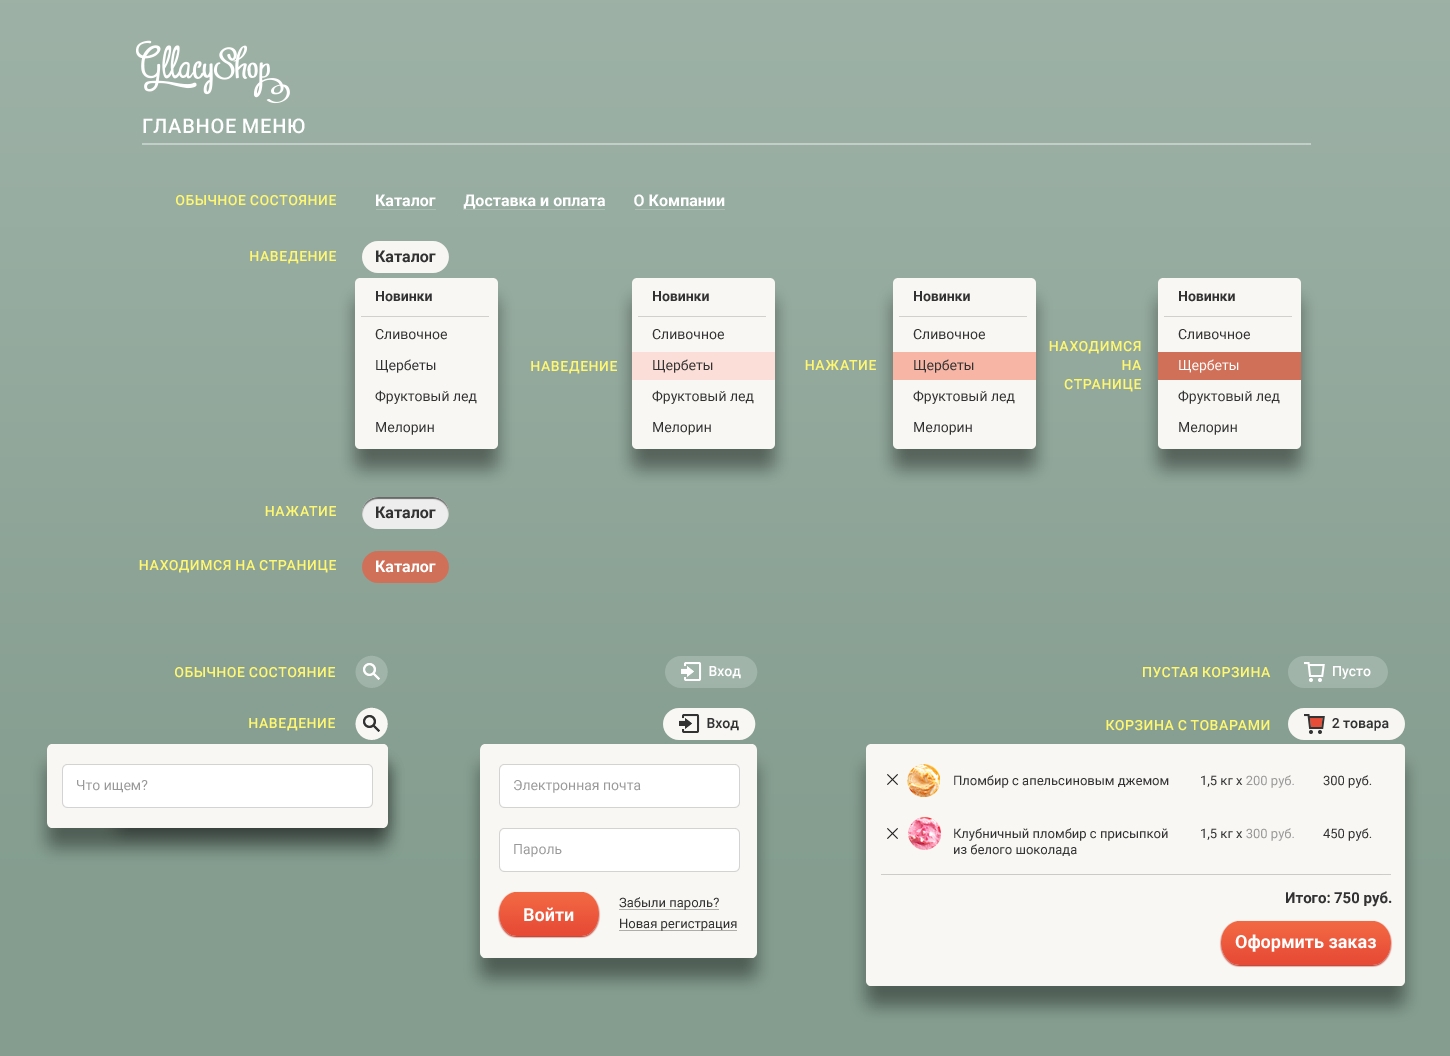 GllacyShop
ГЛАВНОЕ МЕНЮ
ОБЫЧНОЕ СОСТОЯНИЕ
Каталог
Доставка и оплата
О Компании
НАВЕДЕНИЕ
Каталог
Новинки
Сливочное
Щербеты
Фруктовый лед
Мелорин
НАВЕДЕНИЕ
Новинки
Сливочное
Щербеты
Фруктовый лед
Мелорин
НАЖАТИЕ
Новинки
Сливочное
Щербеты
Фруктовый лед
Мелорин
НАХОДИМСЯ
НА
СТРАНИЦЕ
Новинки
Сливочное
Щербеты
Фруктовый лед
Мелорин
НАЖАТИЕ
Каталог
НАХОДИМСЯ НА СТРАНИЦЕ
Каталог
ОБЫЧНОЕ СОСТОЯНИЕ
Вход
ПУСТАЯ КОРЗИНА
Пусто
НАВЕДЕНИЕ
Вход
КОРЗИНА С ТОВАРАМИ
2 товара
Что ищем?
Электронная почта
Пароль
Войти
Забыли пароль?
Новая регистрация
Пломбир с апельсиновым джемом
1,5 кг х 200 руб.
300 руб.
Клубничный пломбир с присыпкой
из белого шоколада
1,5 кг х 300 руб.
450 руб.
Итого: 750 руб.
Оформить заказ